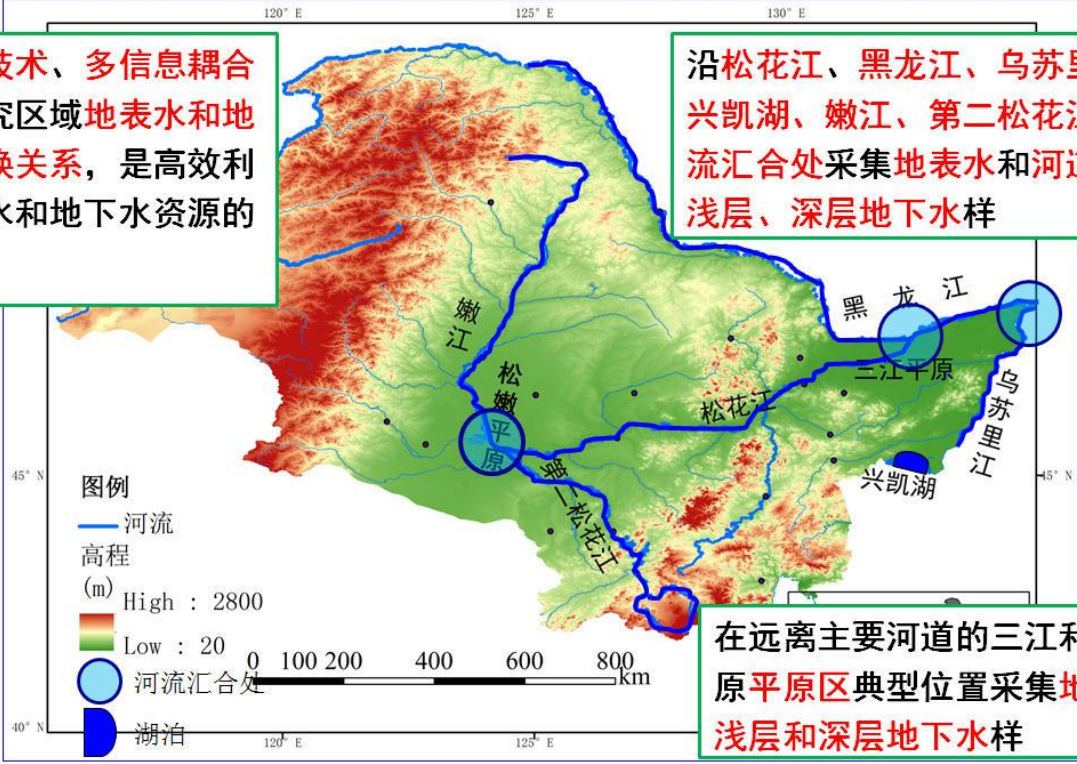 120° E
125° E
130° E
技术、多信息耦合
究区域地表水和地
换关系，是高效利
水和地下水资源的
沿松花江、黑龙江、乌苏里
兴凯湖、嫩江、第二松花江
流汇合处采集地表水和河道
浅层、深层地下水样
黑龙江
嫩江
松嫩平原
三江平原
松花江
乌苏里江
兴凯湖
第二松花江
45° N
45° N
图例
河流
高程
(m)
High : 2800
Low : 20
河流汇合处
湖泊
0 100 200 400 600 800 km
在远离主要河道的三江和
原平原区典型位置采集地
浅层和深层地下水样
40° N
120° E
125° E